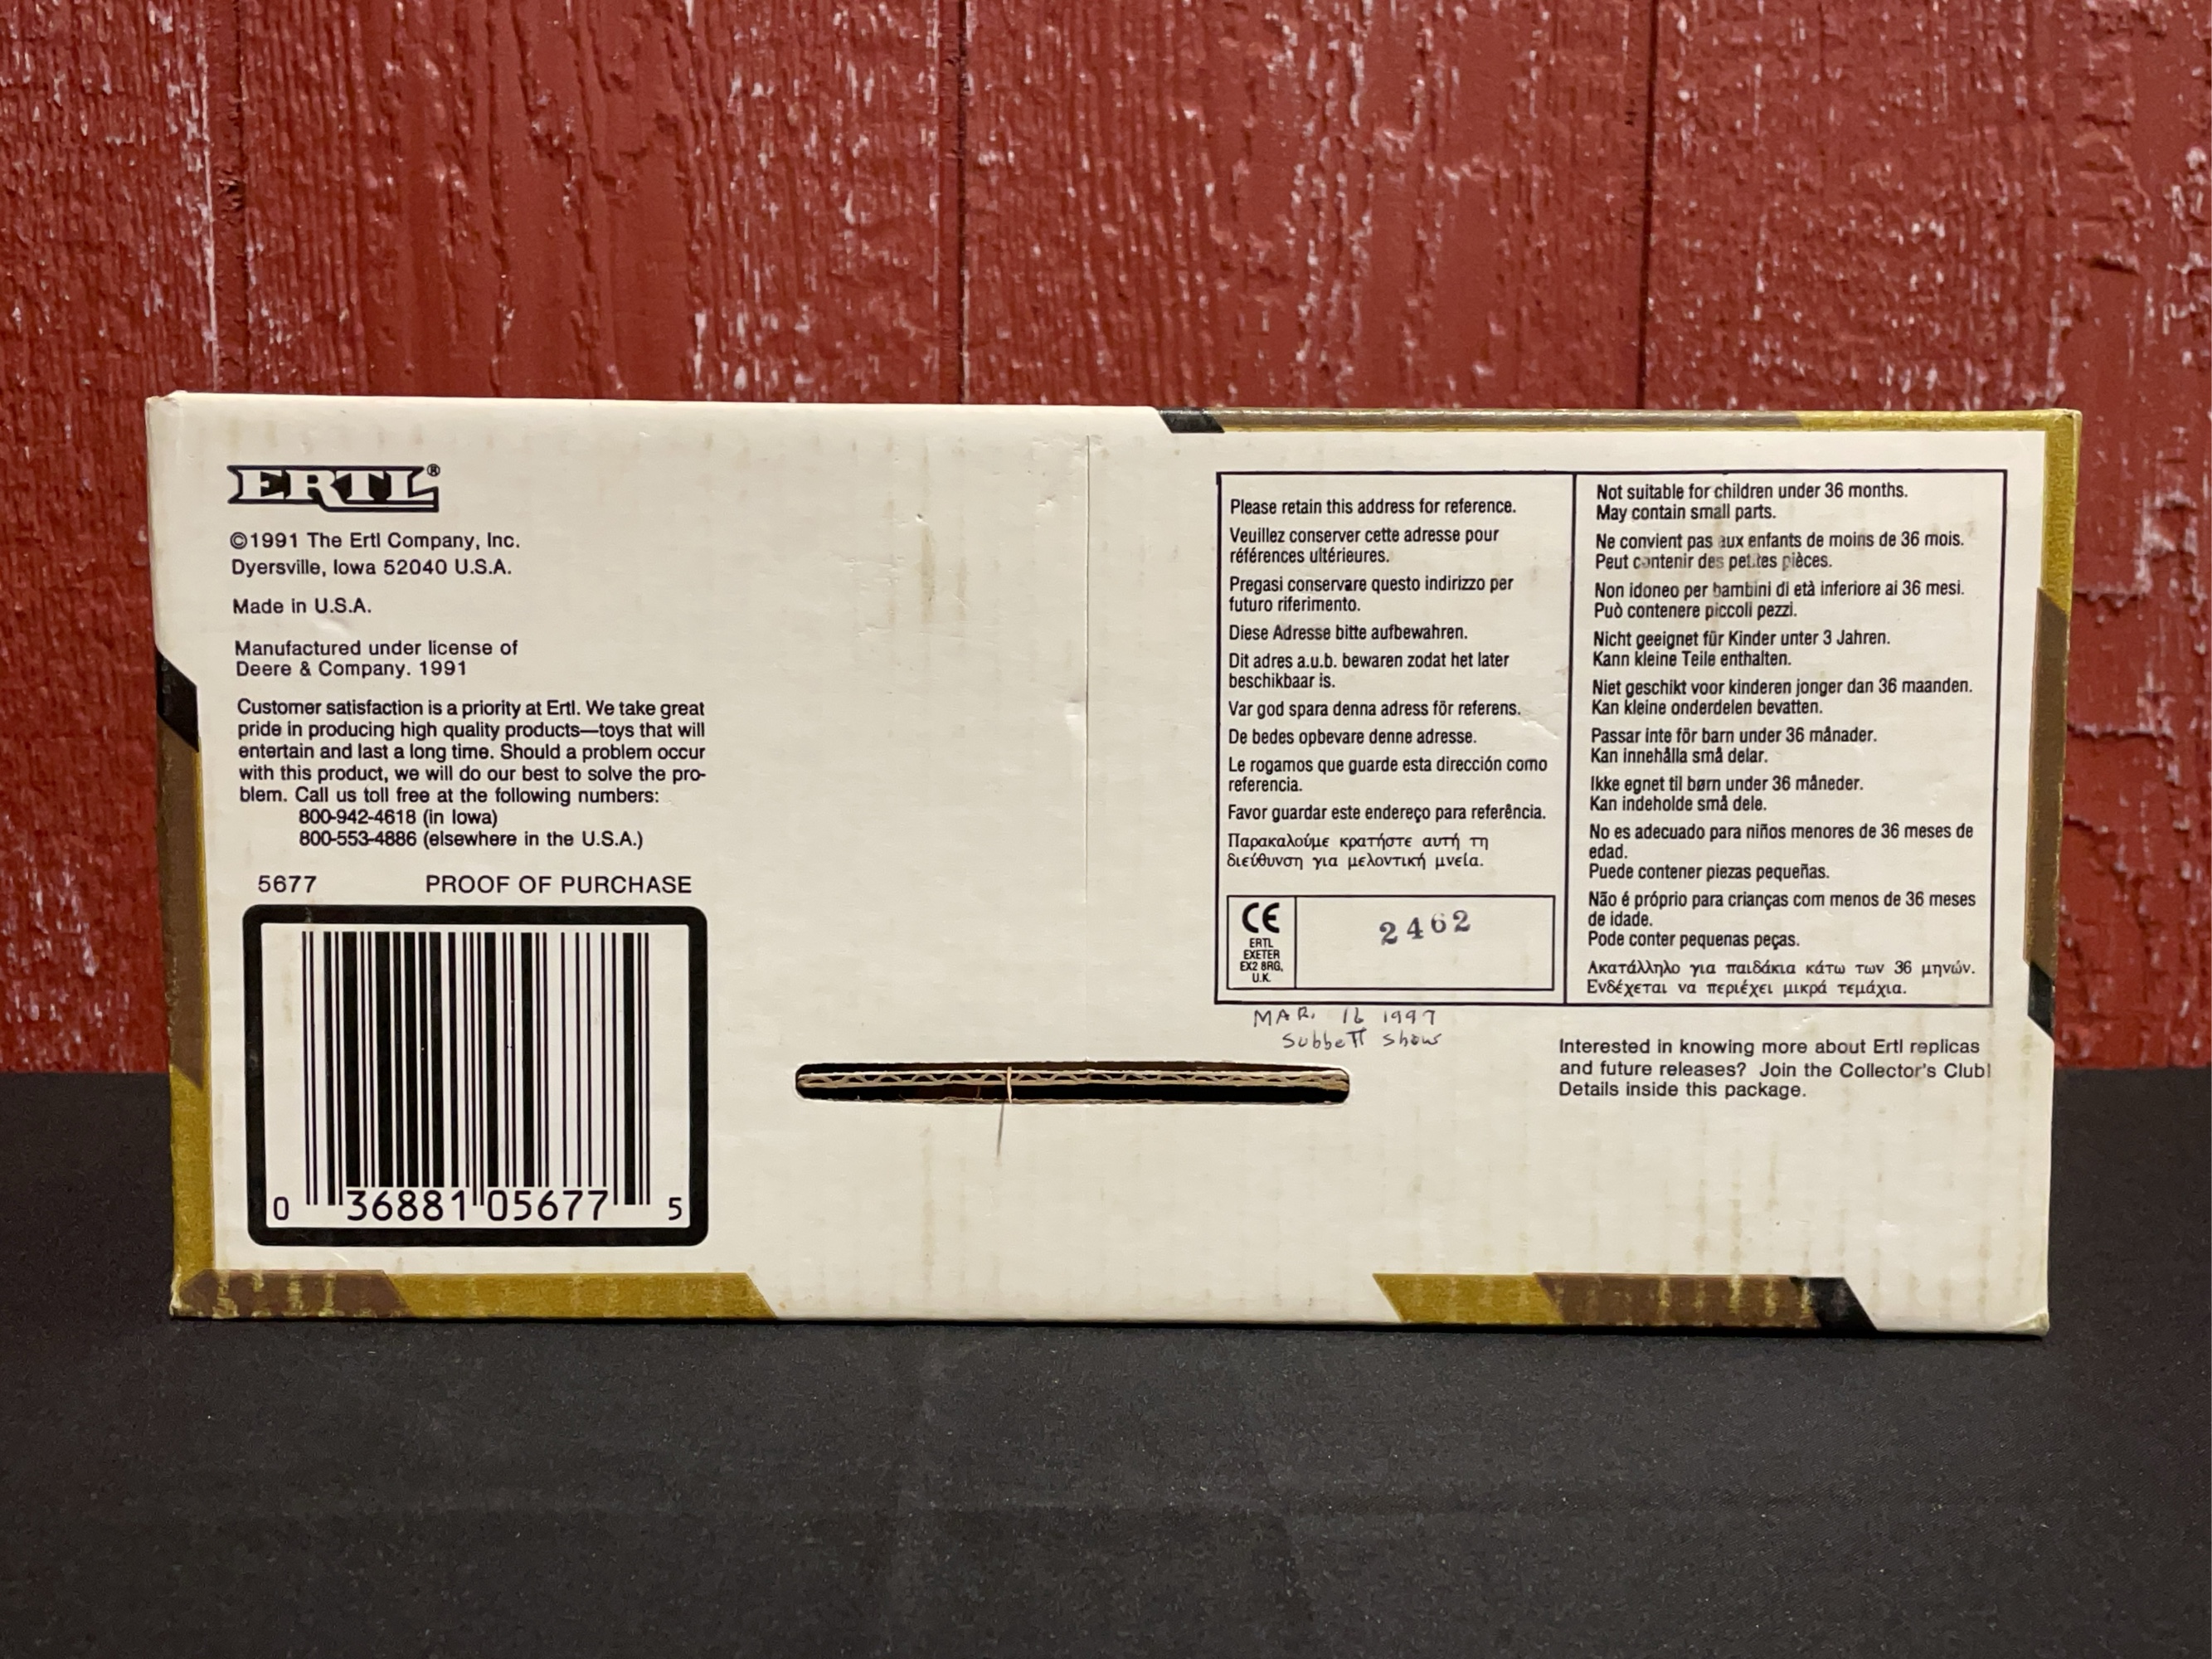 ERTL®
©1991 The Ertl Company, Inc.
Dyersville, Iowa 52040 U.S.A.
Made in U.S.A.
Manufactured under license of
Deere & Company. 1991
Customer satisfaction is a priority at Ertl. We take great
pride in producing high quality products—toys that will
entertain and last a long time. Should a problem occur
with this product, we will do our best to solve the pro-
blem. Call us toll free at the following numbers:
800-942-4618 (in Iowa)
800-553-4886 (elsewhere in the U.S.A.)
5677 PROOF OF PURCHASE
0 36881 05677 5
Please retain this address for reference.
Veuillez conserver cette adresse pour
références ultérieures.
Pregasi conservare questo indirizzo per
futuro riferimento.
Diese Adresse bitte aufbewahren.
Dit adres a.u.b. bewaren zodat het later
beschikbaar is.
Var god spara denna adress för referens.
De bedes opbevare denne adresse.
Le rogamos que guarde esta dirección como
referencia.
Favor guardar este endereço para referência.
Παρακαλούμε κρατήστε αυτή τη
διεύθυνση για μελοντική μνεία.
CE
ERTL
EXETER
EX2 8RG,
U.K.
2462
Not suitable for children under 36 months.
May contain small parts.
Ne convient pas aux enfants de moins de 36 mois.
Peut contenir des petites pièces.
Non idoneo per bambini di età inferiore ai 36 mesi.
Può contenere piccoli pezzi.
Nicht geeignet für Kinder unter 3 Jahren.
Kann kleine Teile enthalten.
Niet geschikt voor kinderen jonger dan 36 maanden.
Kan kleine onderdelen bevatten.
Passar inte för barn under 36 månader.
Kan innehålla små delar.
Ikke egnet til børn under 36 måneder.
Kan indeholde små dele.
No es adecuado para niños menores de 36 meses de
edad.
Puede contener piezas pequeñas.
Não é próprio para crianças com menos de 36 meses
de idade.
Pode conter pequenas peças.
Ακατάλληλο για παιδάκια κάτω των 36 μηνών.
Ενδέχεται να περιέχει μικρά τεμάχια.
MAR. 16 1997
Subbett show
Interested in knowing more about Ertl replicas
and future releases? Join the Collector's Club!
Details inside this package.